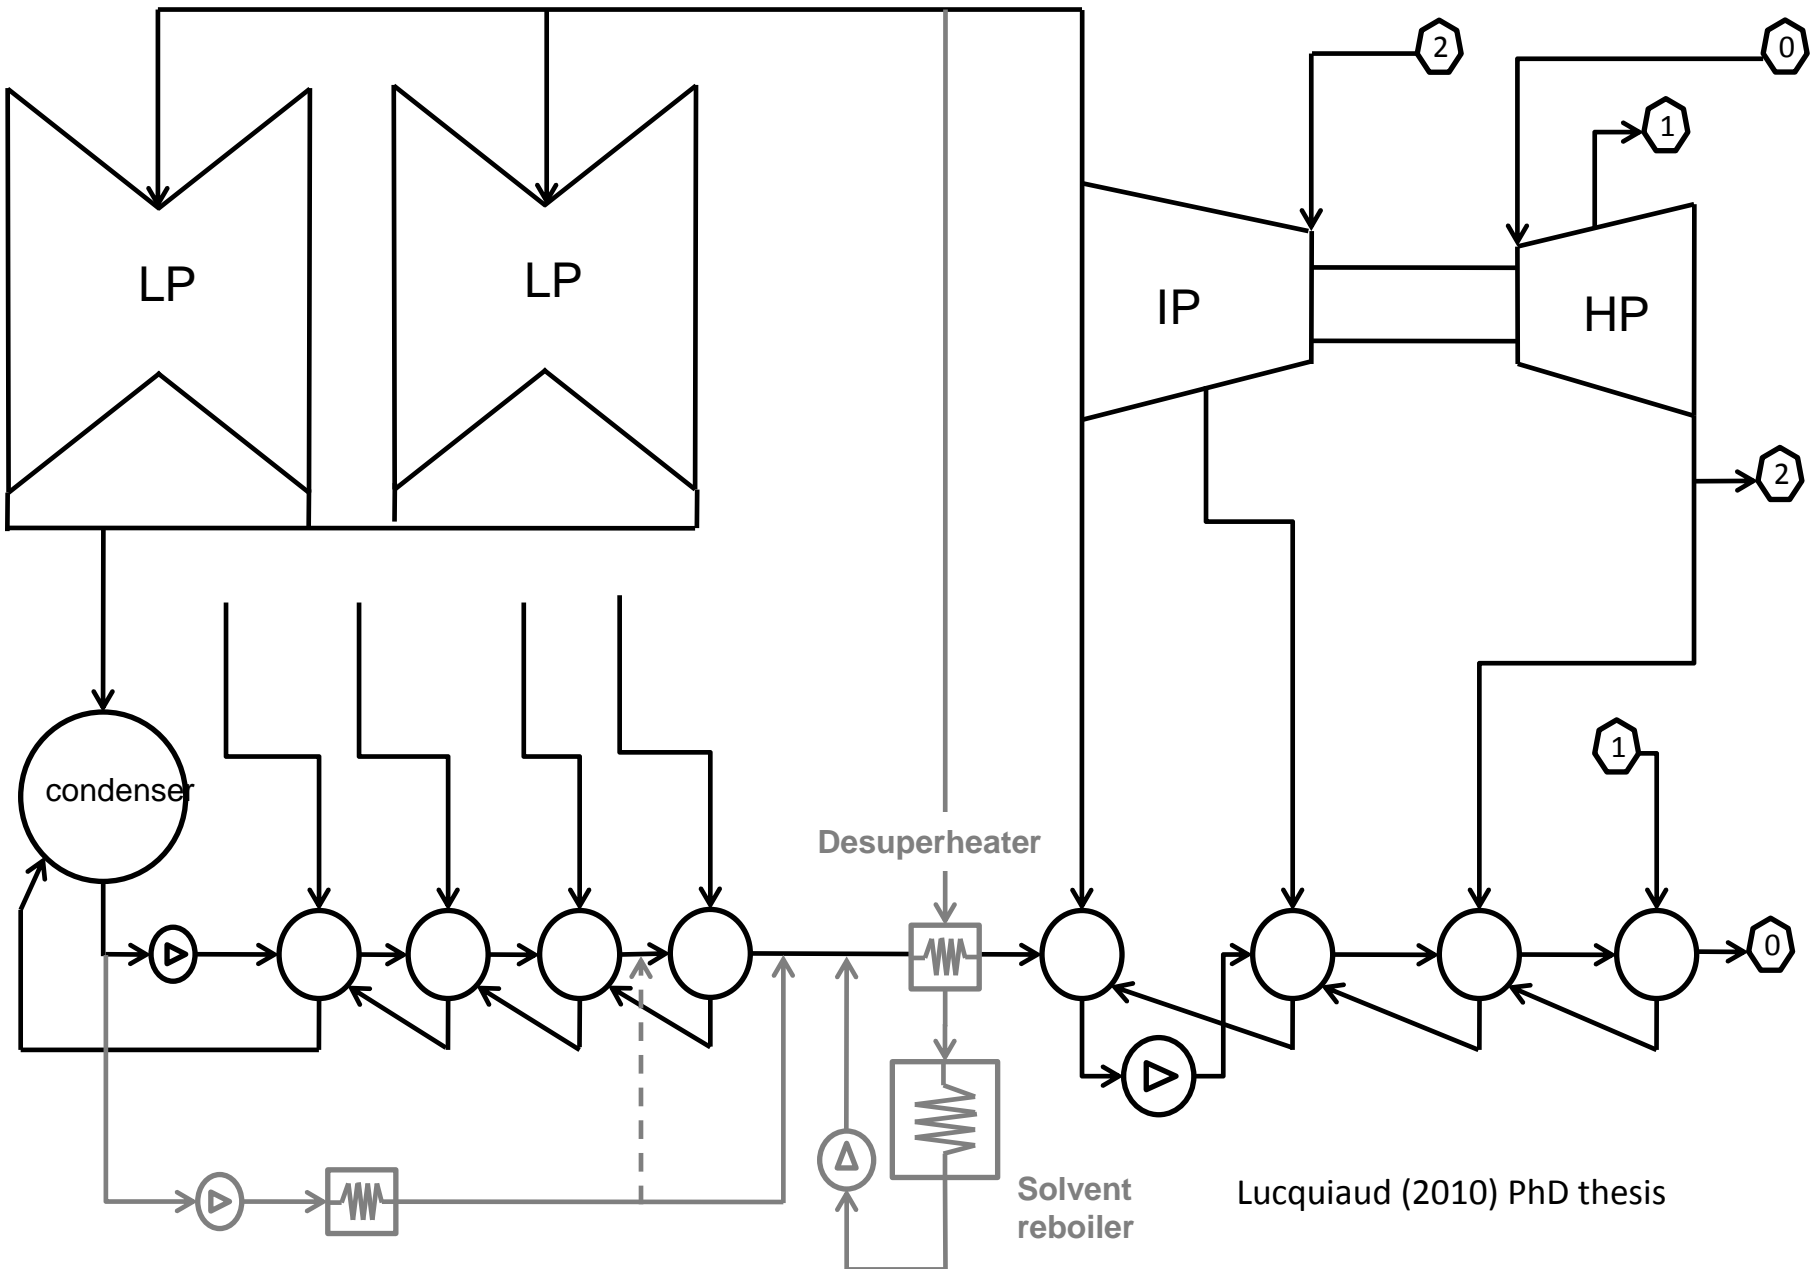 2
0
1
LP
LP
IP
HP
2
1
condenser
Desuperheater
0
Solvent
reboiler
Lucquiaud (2010) PhD thesis